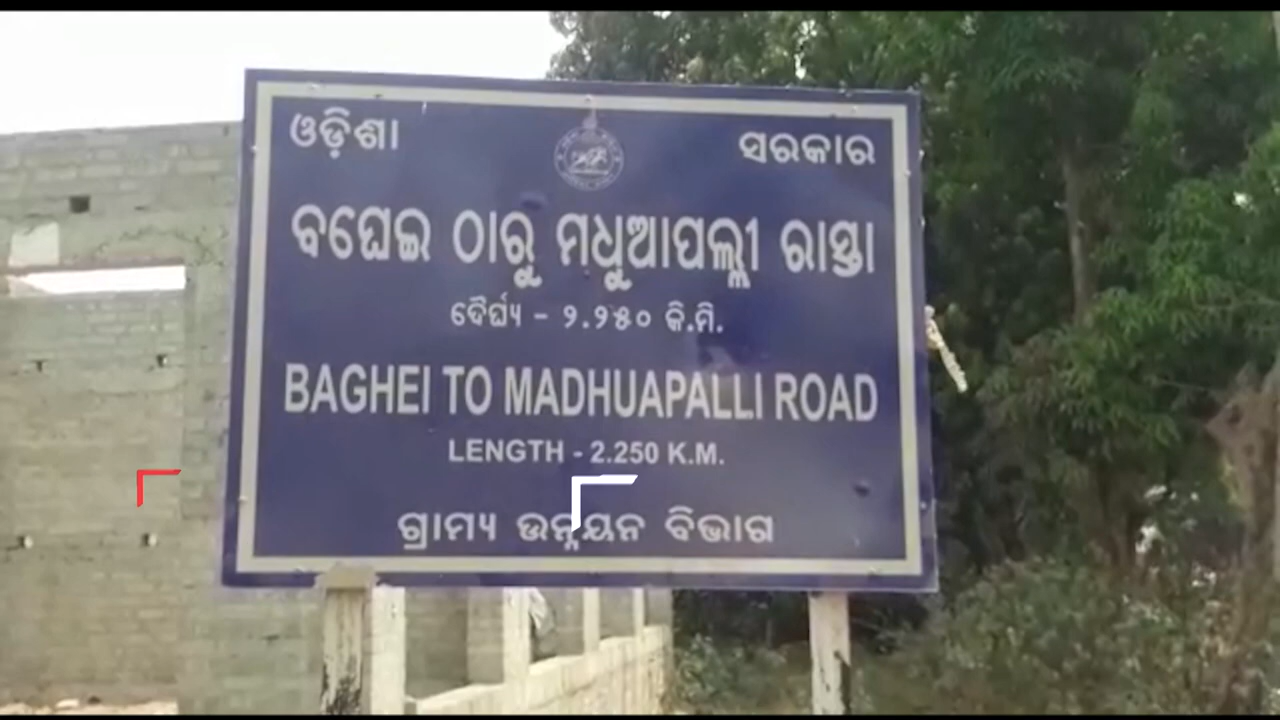 ଓଡ଼ିଶା ସରକାର
ବଘେଇ ଠାରୁ ମଧୁଆପଲ୍ଲୀ ରାସ୍ତା
ଦୈର୍ଘ୍ୟ - ୨.୨୫୦ କି.ମି.
BAGHEI TO MADHUAPALLI ROAD
LENGTH - 2.250 K.M.
ଗ୍ରାମ୍ୟ ଉନ୍ନୟନ ବିଭାଗ